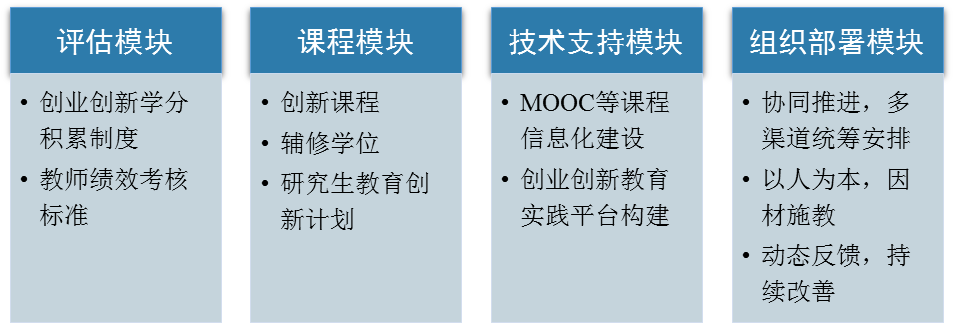 评估模块
• 创业创新学分
积累制度
• 教师绩效考核
标准
课程模块
• 创新课程
• 辅修学位
• 研究生教育创
新计划
技术支持模块
• MOOC等课程
信息化建设
• 创业创新教育
实践平台构建
组织部署模块
• 协同推进，多
渠道统筹安排
• 以人为本，因
材施教
• 动态反馈，持
续改善